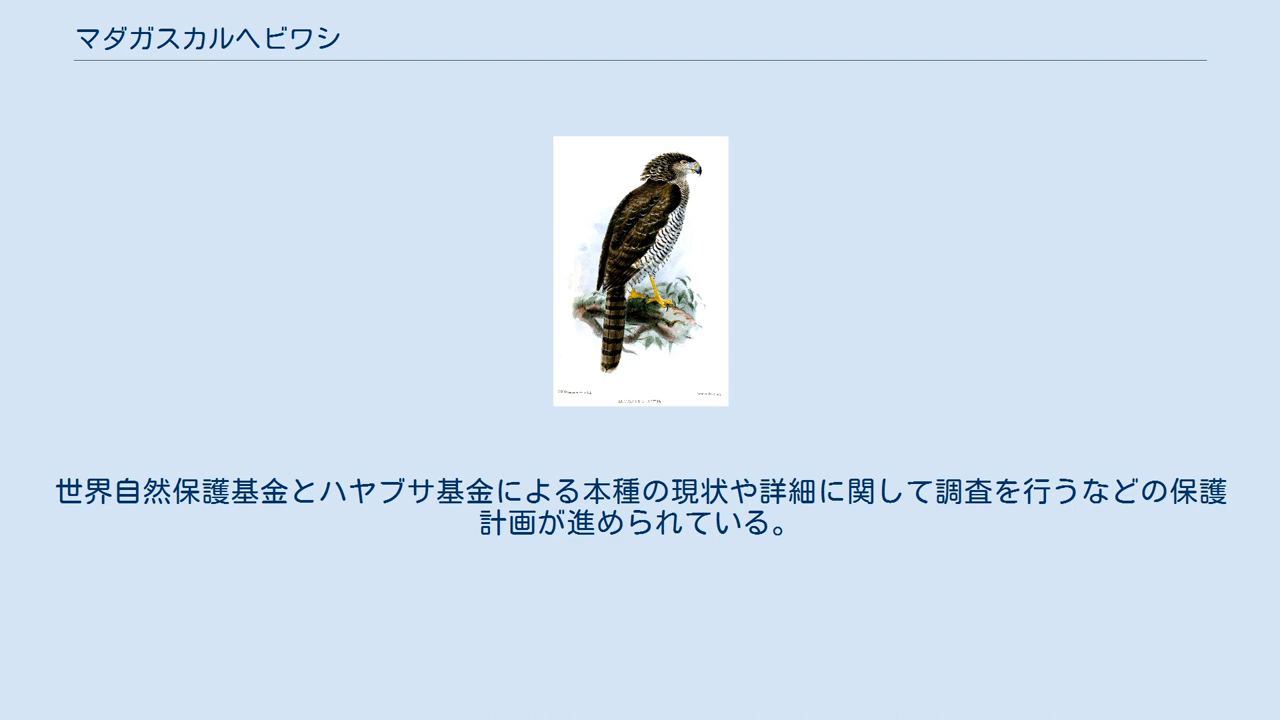 マダガスカルヘビワシ
世界自然保護基金とハヤブサ基金による本種の現状や詳細に関して調査を行うなどの保護
計画が進められている。